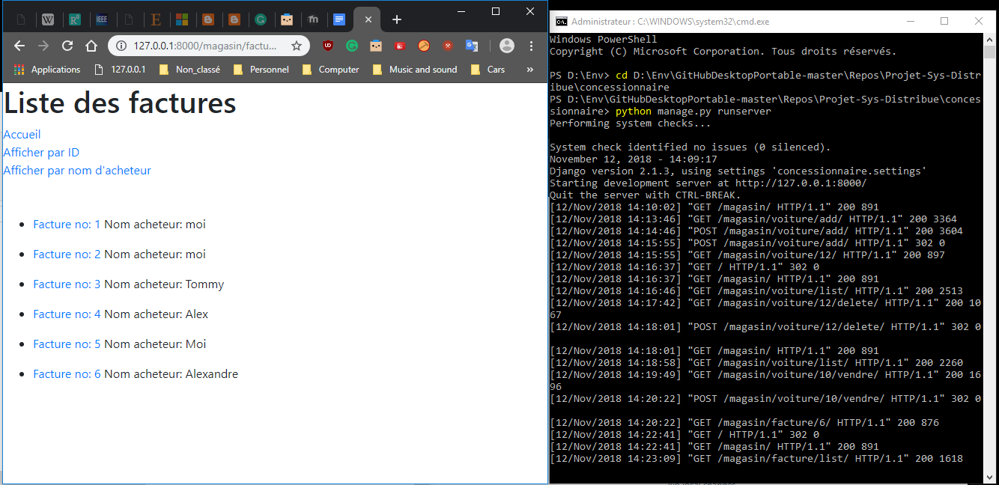 127.0.0.1:8000/magasin/factu...
Applications
127.0.0.1
Non_classé
Personnel
Computer
Music and sound
Cars
»
Liste des factures
Accueil
Afficher par ID
Afficher par nom d'acheteur
Facture no: 1 Nom acheteur: moi
Facture no: 2 Nom acheteur: moi
Facture no: 3 Nom acheteur: Tommy
Facture no: 4 Nom acheteur: Alex
Facture no: 5 Nom acheteur: Moi
Facture no: 6 Nom acheteur: Alexandre
Administrateur : C:\WINDOWS\system32\cmd.exe
Windows PowerShell
Copyright (C) Microsoft Corporation. Tous droits réservés.
PS D:\Env> cd D:\Env\GitHubDesktopPortable-master\Repos\Projet-Sys-Distr
ibue\concessionnaire
PS D:\Env\GitHubDesktopPortable-master\Repos\Projet-Sys-Distribue\conces
sionnaire> python manage.py runserver
Performing system checks...
System check identified no issues (0 silenced).
November 12, 2018 - 14:09:17
Django version 2.1.3, using settings 'concessionnaire.settings'
Starting development server at http://127.0.0.1:8000/
Quit the server with CTRL-BREAK.
[12/Nov/2018 14:10:02] "GET /magasin/ HTTP/1.1" 200 891
[12/Nov/2018 14:13:46] "GET /magasin/voiture/add/ HTTP/1.1" 200 3364
[12/Nov/2018 14:14:46] "POST /magasin/voiture/add/ HTTP/1.1" 200 3604
[12/Nov/2018 14:15:55] "POST /magasin/voiture/add/ HTTP/1.1" 302 0
[12/Nov/2018 14:15:55] "GET /magasin/voiture/12/ HTTP/1.1" 200 897
[12/Nov/2018 14:16:37] "GET / HTTP/1.1" 302 0
[12/Nov/2018 14:16:37] "GET /magasin/ HTTP/1.1" 200 891
[12/Nov/2018 14:16:46] "GET /magasin/voiture/list/ HTTP/1.1" 200 2513
[12/Nov/2018 14:17:42] "GET /magasin/voiture/12/delete/ HTTP/1.1" 200 10
67
[12/Nov/2018 14:18:01] "POST /magasin/voiture/12/delete/ HTTP/1.1" 302 0
[12/Nov/2018 14:18:01] "GET /magasin/ HTTP/1.1" 200 891
[12/Nov/2018 14:18:58] "GET /magasin/voiture/list/ HTTP/1.1" 200 2260
[12/Nov/2018 14:19:49] "GET /magasin/voiture/10/vendre/ HTTP/1.1" 200 16
96
[12/Nov/2018 14:20:22] "POST /magasin/voiture/10/vendre/ HTTP/1.1" 302 0
[12/Nov/2018 14:20:22] "GET /magasin/facture/6/ HTTP/1.1" 200 876
[12/Nov/2018 14:22:41] "GET / HTTP/1.1" 302 0
[12/Nov/2018 14:22:41] "GET /magasin/ HTTP/1.1" 200 891
[12/Nov/2018 14:23:09] "GET /magasin/facture/list/ HTTP/1.1" 200 1618